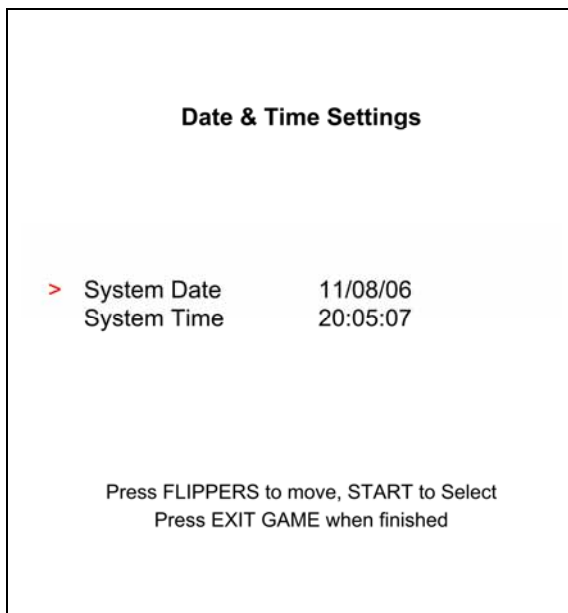 Date & Time Settings
> System Date 11/08/06
System Time 20:05:07
Press FLIPPERS to move, START to Select
Press EXIT GAME when finished